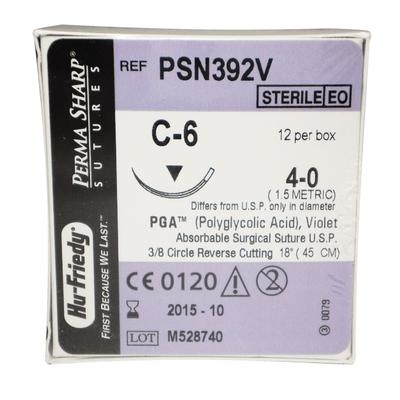 REF PSN392V
STERILE EO
C-6
12 per box
4-0
(1.5 METRIC)
Differs from U.S.P. only in diameter
PGA™ (Polyglycolic Acid), Violet
Absorbable Surgical Suture U.S.P.
3/8 Circle Reverse Cutting 18" (45 CM)
CE 0120 ! 2
2015 - 10
LOT M528740
3 0079
PERMA SHARP®
SUTURES
Hu-Friedy®
FIRST BECAUSE WE LAST.™